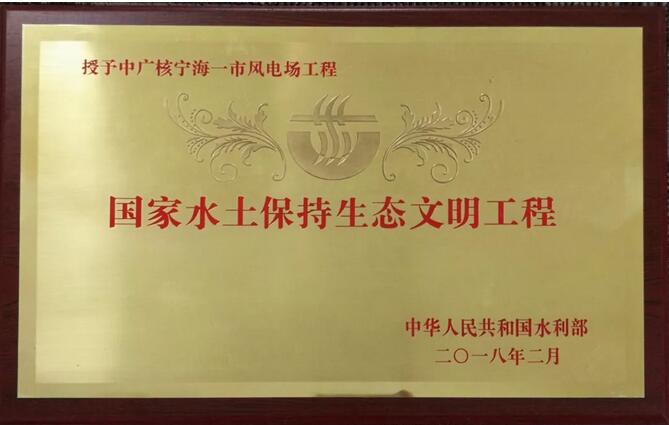 授予中广核宁海一市风电场工程
国家水土保持生态文明工程
中华人民共和国水利部
二〇一八年二月